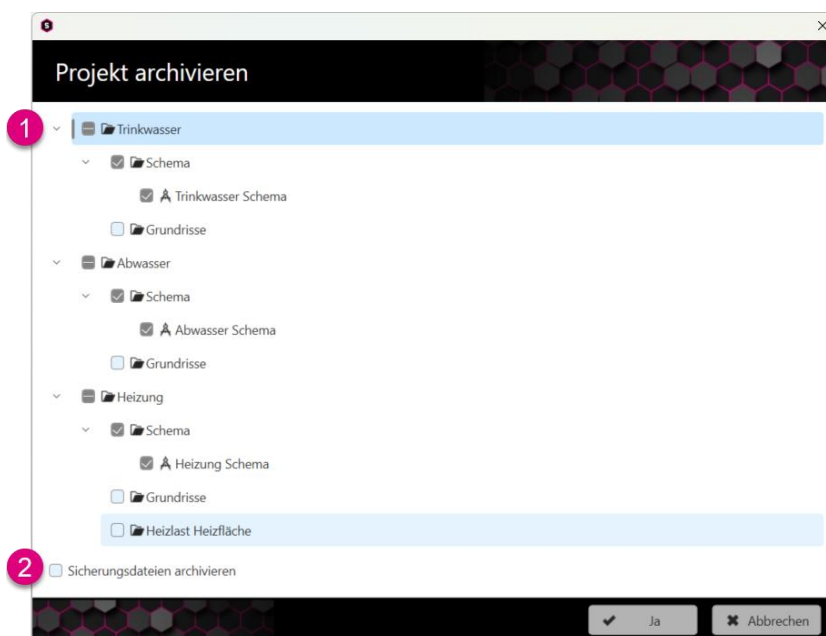 S
Projekt archivieren
1
Trinkwasser
Schema
Trinkwasser Schema
Grundrisse
Abwasser
Schema
Abwasser Schema
Grundrisse
Heizung
Schema
Heizung Schema
Grundrisse
Heizlast Heizfläche
2
Sicherungsdateien archivieren
Ja
Abbrechen